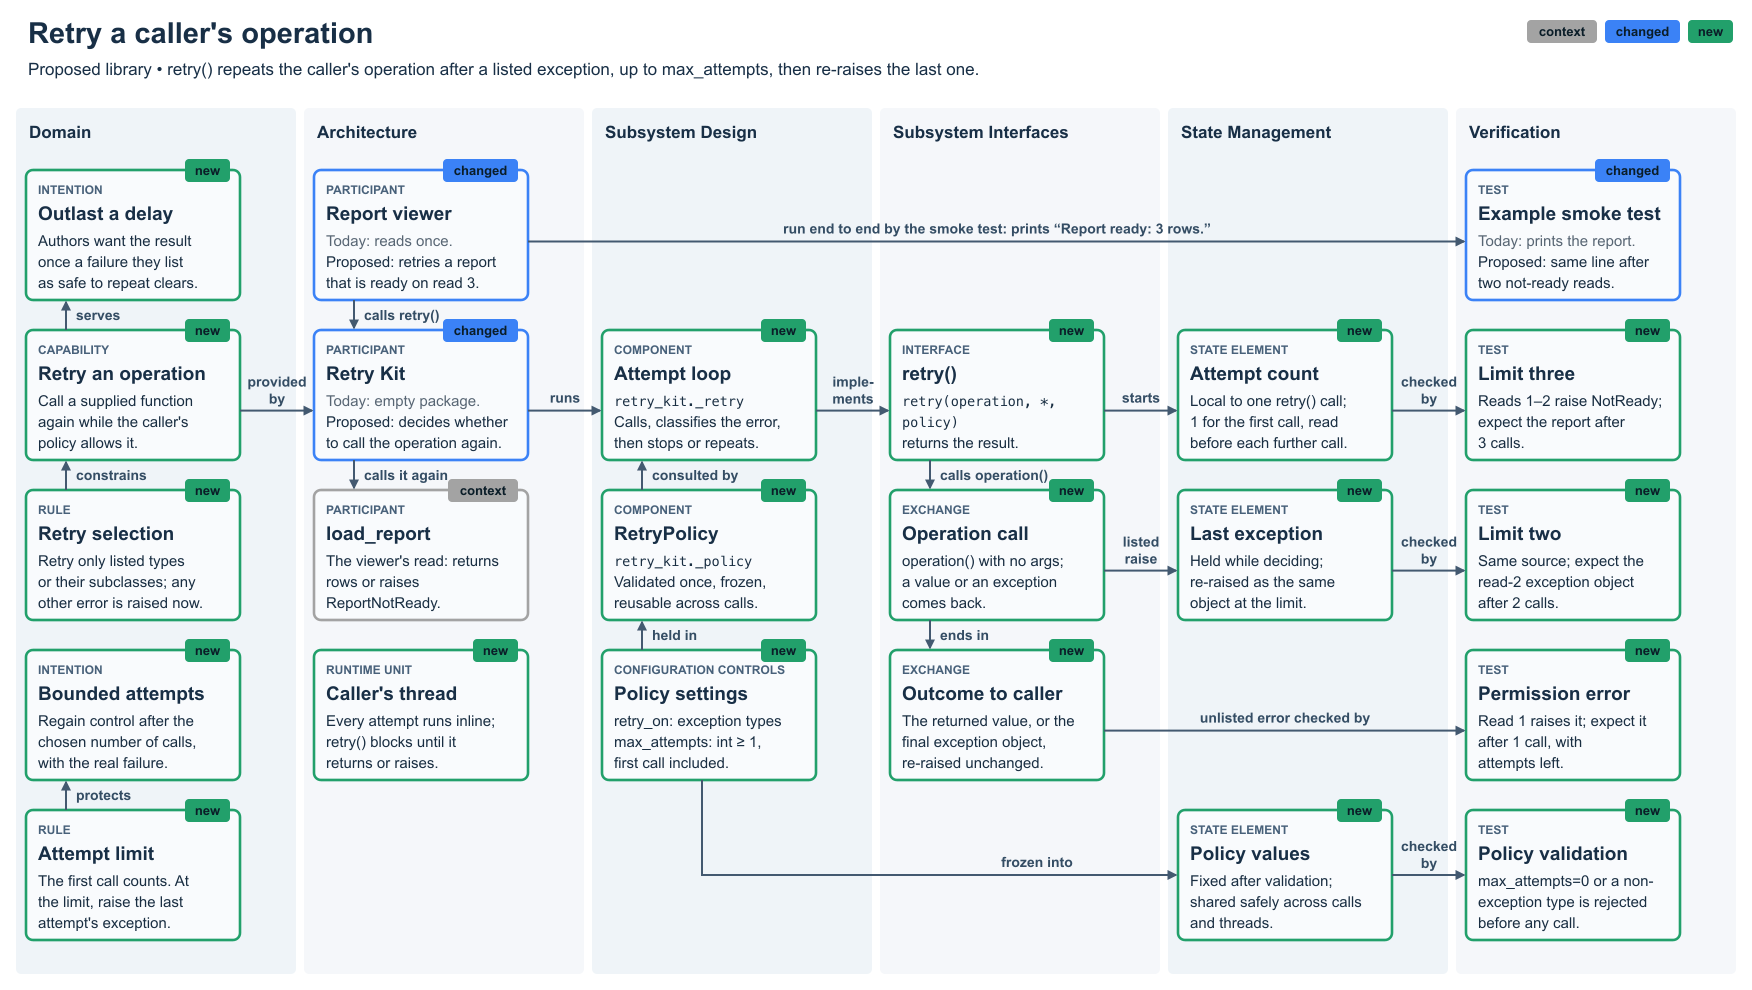 Retry a caller's operation
context
changed
new
Proposed library • retry() repeats the caller's operation after a listed exception, up to max_attempts, then re-raises the last one.
Domain
new
INTENTION
Outlast a delay
Authors want the result
once a failure they list
as safe to repeat clears.
serves
new
CAPABILITY
Retry an operation
Call a supplied function
again while the caller's
policy allows it.
provided
by
constrains
new
RULE
Retry selection
Retry only listed types
or their subclasses; any
other error is raised now.
new
INTENTION
Bounded attempts
Regain control after the
chosen number of calls,
with the real failure.
protects
new
RULE
Attempt limit
The first call counts. At
the limit, raise the last
attempt's exception.
Architecture
changed
PARTICIPANT
Report viewer
Today: reads once.
Proposed: retries a report
that is ready on read 3.
run end to end by the smoke test: prints “Report ready: 3 rows.”
calls retry()
changed
PARTICIPANT
Retry Kit
Today: empty package.
Proposed: decides whether
to call the operation again.
runs
calls it again
context
PARTICIPANT
load_report
The viewer's read: returns
rows or raises
ReportNotReady.
new
RUNTIME UNIT
Caller's thread
Every attempt runs inline;
retry() blocks until it
returns or raises.
Subsystem Design
new
COMPONENT
Attempt loop
retry_kit._retry
Calls, classifies the error,
then stops or repeats.
imple-
ments
consulted by
new
COMPONENT
RetryPolicy
retry_kit._policy
Validated once, frozen,
reusable across calls.
held in
new
CONFIGURATION CONTROLS
Policy settings
retry_on: exception types
max_attempts: int ≥ 1,
first call included.
frozen into
Subsystem Interfaces
new
INTERFACE
retry()
retry(operation, *,
policy)
returns the result.
starts
calls operation()
new
EXCHANGE
Operation call
operation() with no args;
a value or an exception
comes back.
listed
raise
ends in
new
EXCHANGE
Outcome to caller
The returned value, or the
final exception object,
re-raised unchanged.
unlisted error checked by
State Management
new
STATE ELEMENT
Attempt count
Local to one retry() call;
1 for the first call, read
before each further call.
checked
by
new
STATE ELEMENT
Last exception
Held while deciding;
re-raised as the same
object at the limit.
checked
by
new
STATE ELEMENT
Policy values
Fixed after validation;
shared safely across calls
and threads.
checked
by
Verification
changed
TEST
Example smoke test
Today: prints the report.
Proposed: same line after
two not-ready reads.
new
TEST
Limit three
Reads 1–2 raise NotReady;
expect the report after
3 calls.
new
TEST
Limit two
Same source; expect the
read-2 exception object
after 2 calls.
new
TEST
Permission error
Read 1 raises it; expect it
after 1 call, with
attempts left.
new
TEST
Policy validation
max_attempts=0 or a non-
exception type is rejected
before any call.